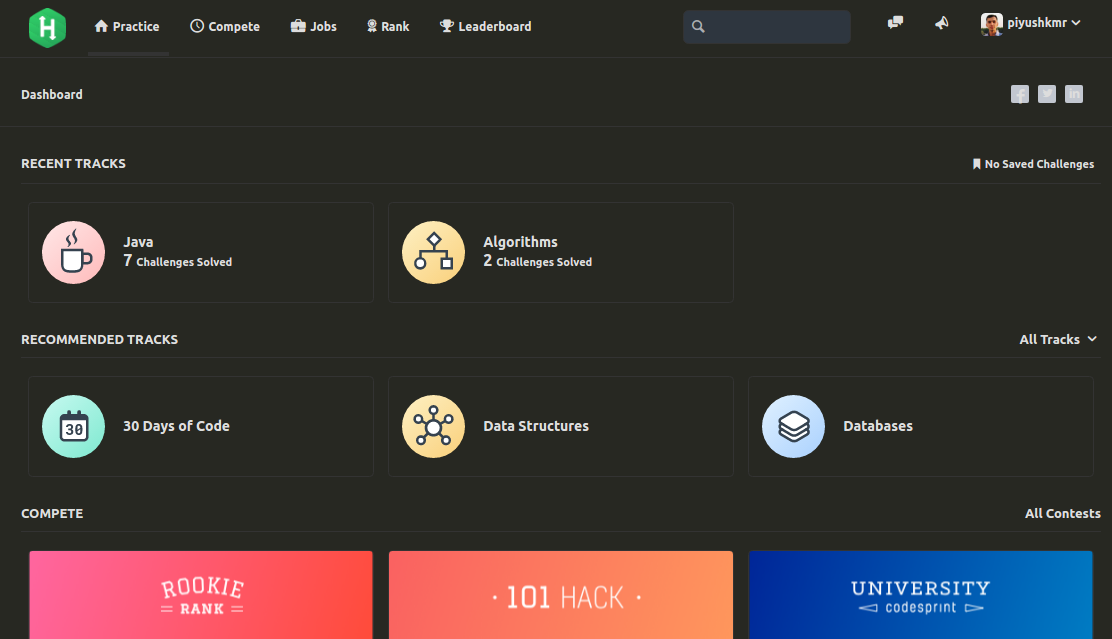 H Practice Compete Jobs Rank Leaderboard piyushkmr
Dashboard
RECENT TRACKS No Saved Challenges
Java
7 Challenges Solved
Algorithms
2 Challenges Solved
RECOMMENDED TRACKS All Tracks
30
30 Days of Code
Data Structures
Databases
COMPETE All Contests
ROOKIE
RANK
· 101 HACK ·
UNIVERSITY
codesprint